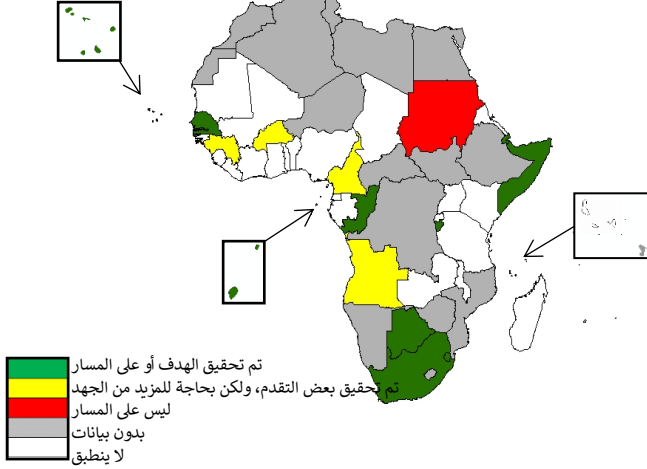 تم تحقيق الهدف أو على المسار
تم تحقيق بعض التقدم، ولكن بحاجة للمزيد من الجهد
ليس على المسار
بدون بيانات
لا ينطبق